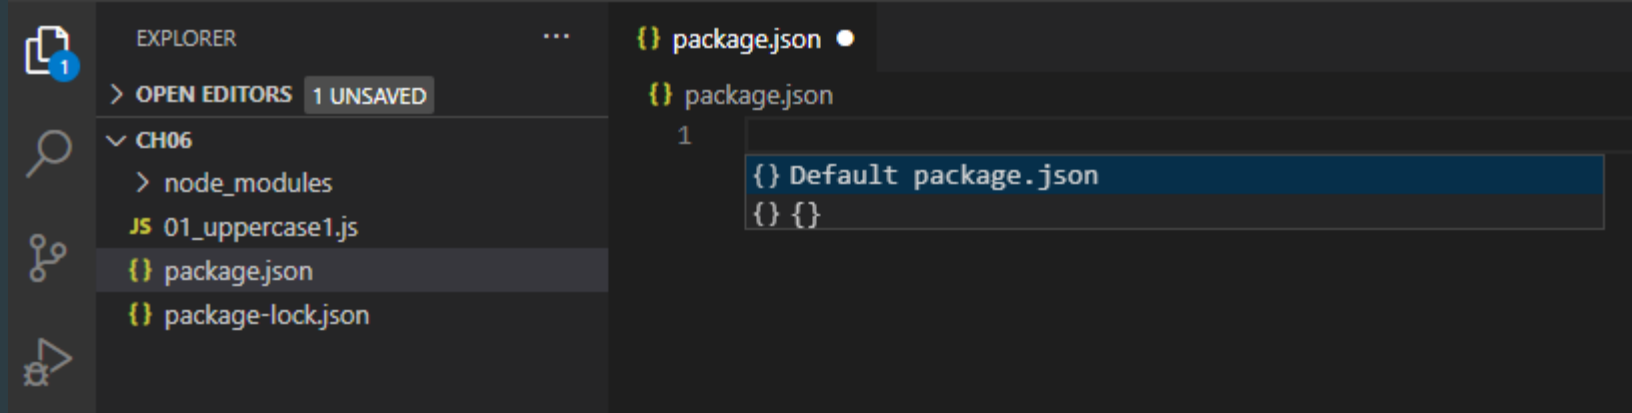 EXPLORER ...
OPEN EDITORS 1 UNSAVED
CH06
node_modules
JS 01_uppercase1.js
{} package.json
{} package-lock.json
1
{} package.json
{} package.json
1
{} Default package.json
{} {}